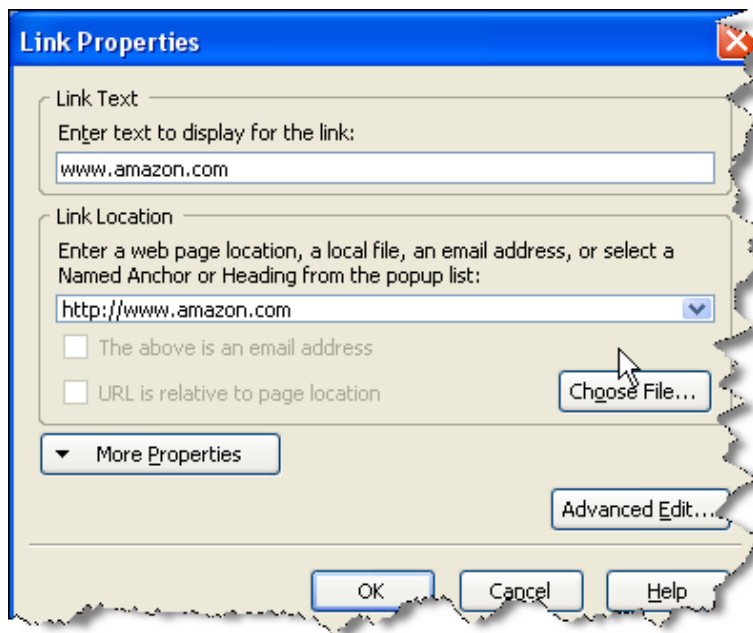 Link Properties
Link Text
Enter text to display for the link:
www.amazon.com
Link Location
Enter a web page location, a local file, an email address, or select a
Named Anchor or Heading from the popup list:
http://www.amazon.com
The above is an email address
URL is relative to page location
Choose File...
More Properties
Advanced Edit...
OK Cancel Help